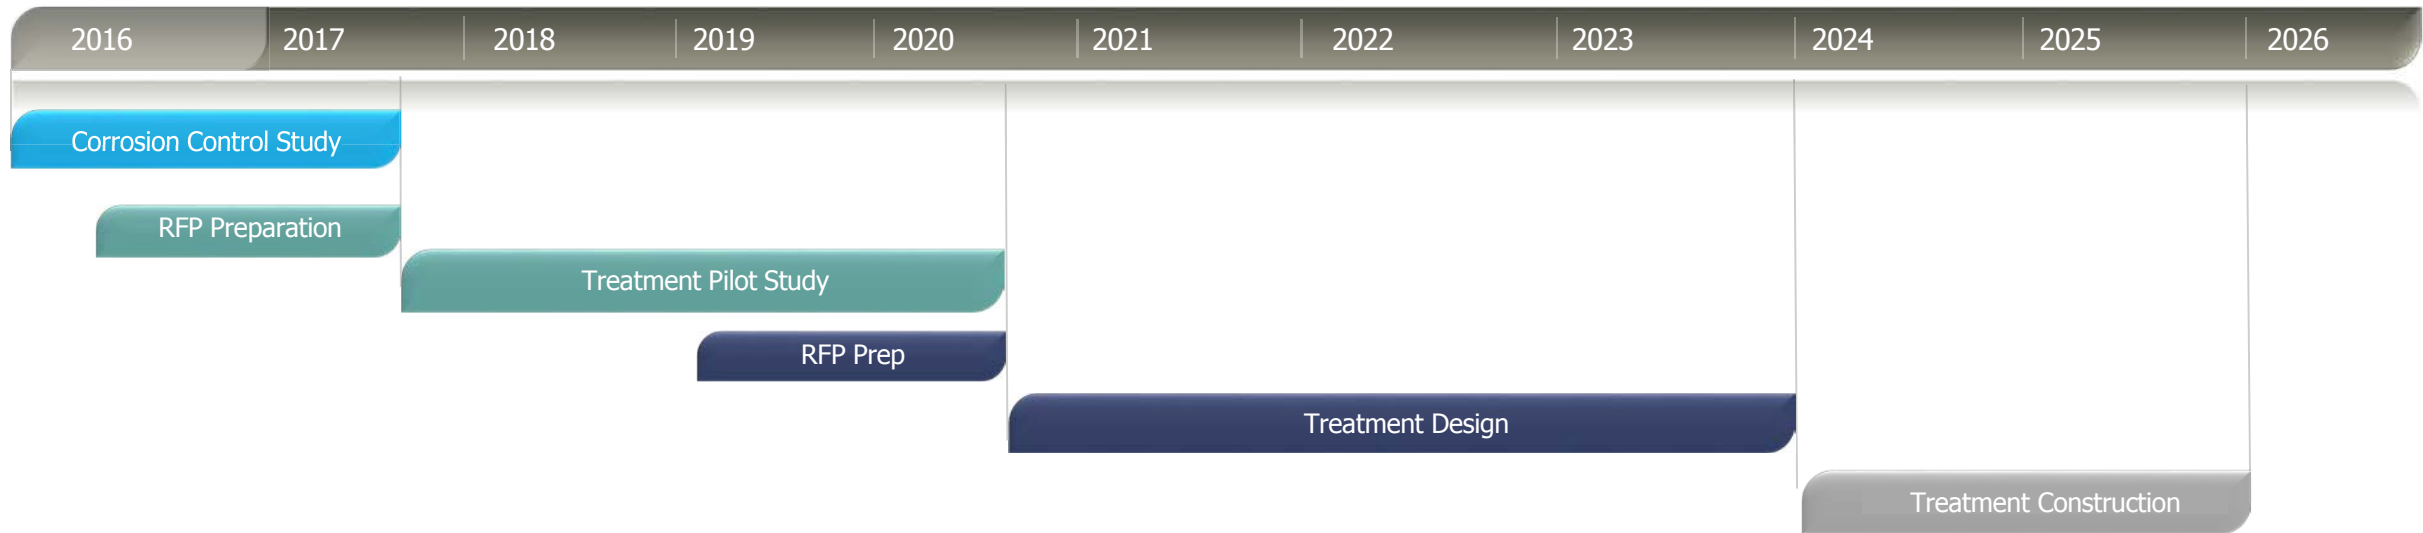 2016 2017 2018 2019 2020 2021 2022 2023 2024 2025 2026
Corrosion Control Study
RFP Preparation
Treatment Pilot Study
RFP Prep
Treatment Design
Treatment Construction